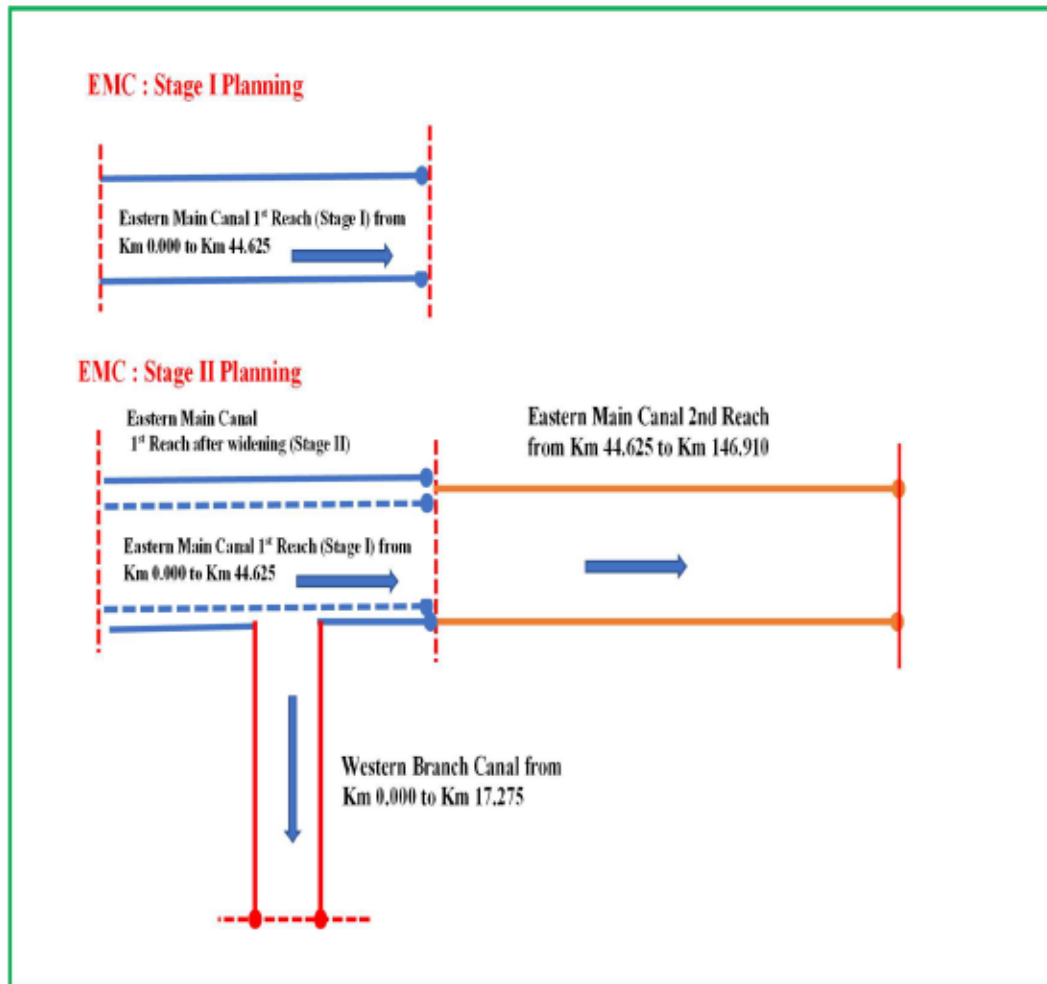 EMC : Stage I Planning
Eastern Main Canal 1st Reach (Stage I) from
Km 0.000 to Km 44.625
EMC : Stage II Planning
Eastern Main Canal
1st Reach after widening (Stage II)
Eastern Main Canal 2nd Reach
from Km 44.625 to Km 146.910
Eastern Main Canal 1st Reach (Stage I) from
Km 0.000 to Km 44.625
Western Branch Canal from
Km 0.000 to Km 17.275